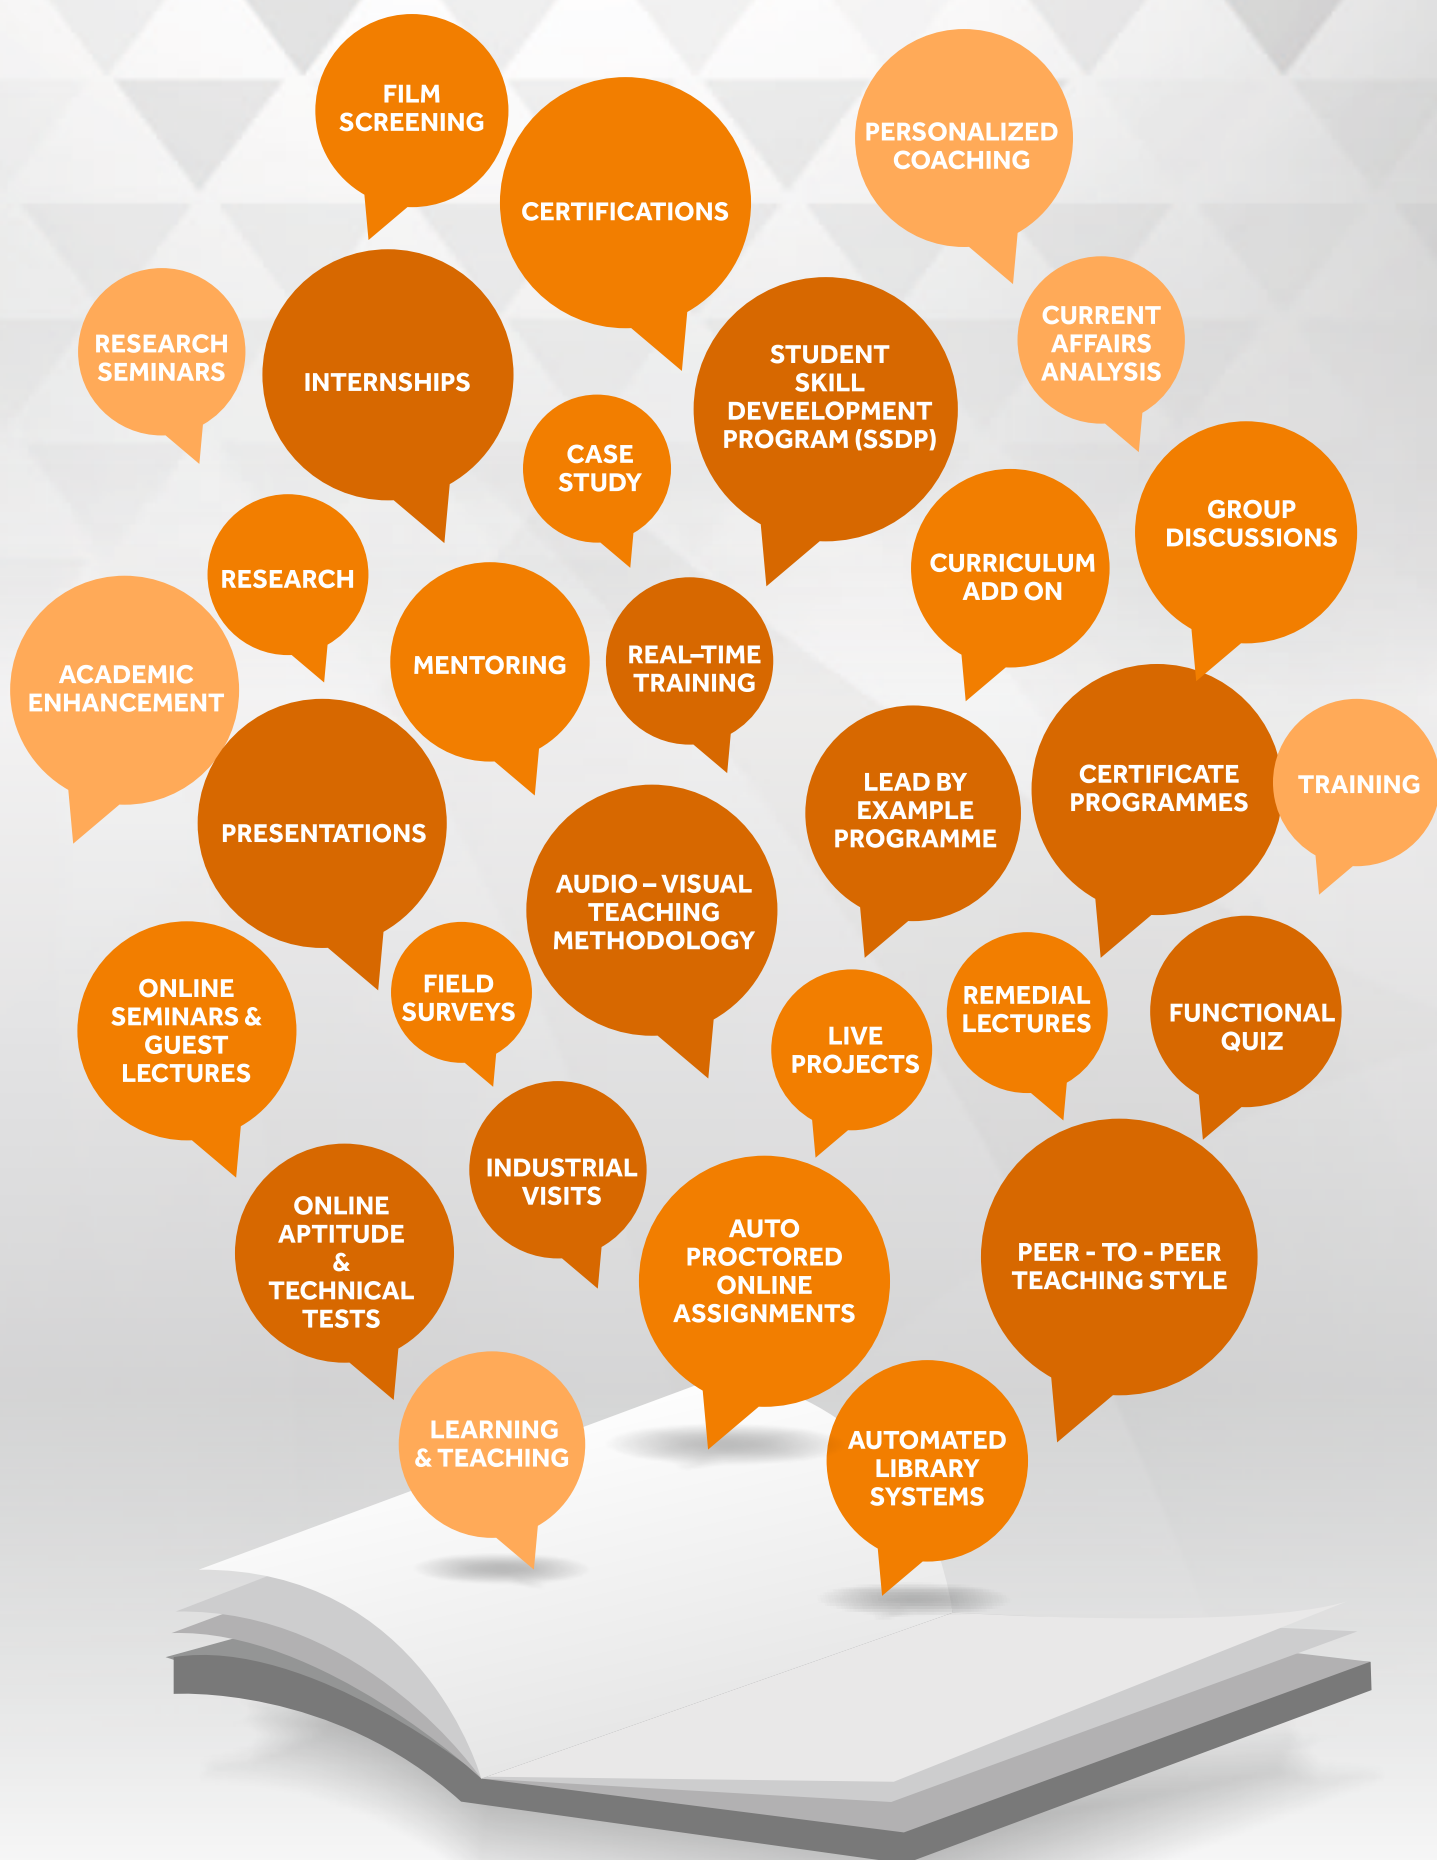 FILM
SCREENING
CERTIFICATIONS
PERSONALIZED
COACHING
RESEARCH
SEMINARS
INTERNSHIPS
STUDENT
SKILL
DEVEELOPMENT
PROGRAM (SSDP)
CURRENT
AFFAIRS
ANALYSIS
CASE
STUDY
GROUP
DISCUSSIONS
RESEARCH
CURRICULUM
ADD ON
ACADEMIC
ENHANCEMENT
MENTORING
REAL–TIME
TRAINING
PRESENTATIONS
LEAD BY
EXAMPLE
PROGRAMME
CERTIFICATE
PROGRAMMES
TRAINING
AUDIO – VISUAL
TEACHING
METHODOLOGY
ONLINE
SEMINARS &
GUEST
LECTURES
FIELD
SURVEYS
LIVE
PROJECTS
REMEDIAL
LECTURES
FUNCTIONAL
QUIZ
INDUSTRIAL
VISITS
ONLINE
APTITUDE
&
TECHNICAL
TESTS
AUTO
PROCTORED
ONLINE
ASSIGNMENTS
PEER - TO - PEER
TEACHING STYLE
LEARNING
& TEACHING
AUTOMATED
LIBRARY
SYSTEMS